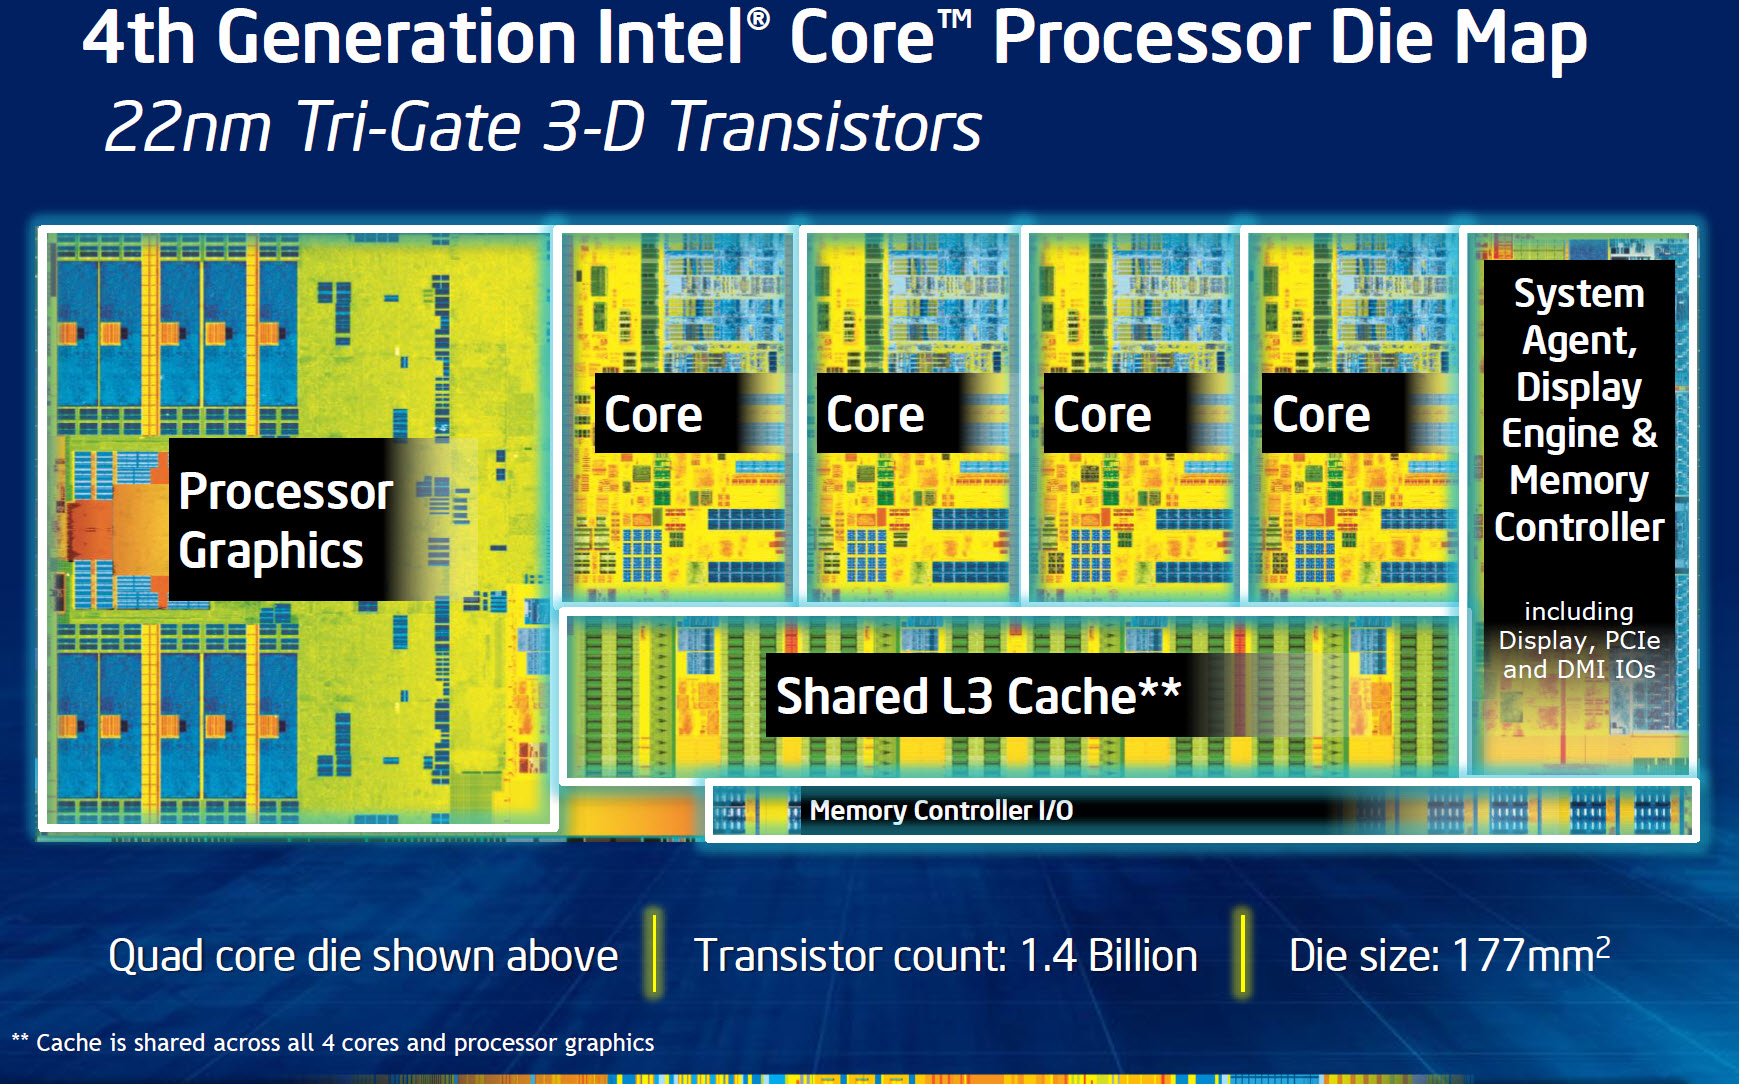 4th Generation Intel® Core™ Processor Die Map
22nm Tri-Gate 3-D Transistors
Processor
Graphics
Core
Core
Core
Core
System
Agent,
Display
Engine &
Memory
Controller
including
Display, PCIe
and DMI IOs
Shared L3 Cache**
Memory Controller I/O
Quad core die shown above
Transistor count: 1.4 Billion
Die size: 177mm²
** Cache is shared across all 4 cores and processor graphics